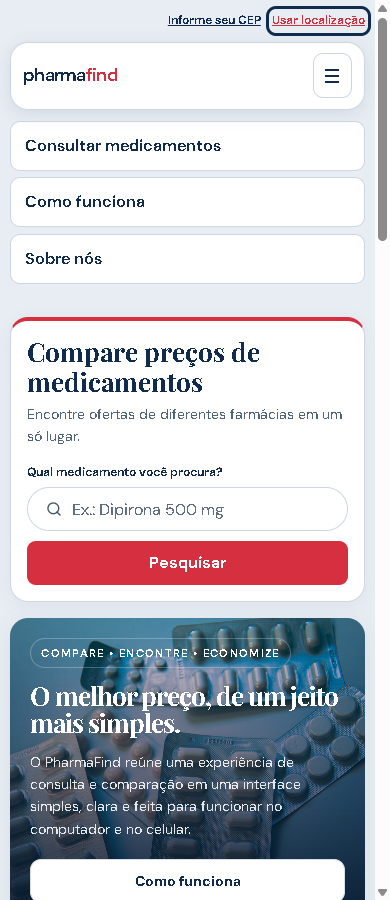 Informe seu CEP Usar localização
pharmafind
Consultar medicamentos
Como funciona
Sobre nós
Compare preços de
medicamentos
Encontre ofertas de diferentes farmácias em um
só lugar.
Qual medicamento você procura?
Ex.: Dipirona 500 mg
Pesquisar
COMPARE • ENCONTRE • ECONOMIZE
O melhor preço, de um jeito
mais simples.
O PharmaFind reúne uma experiência de
consulta e comparação em uma interface
simples, clara e feita para funcionar no
computador e no celular.
Como funciona